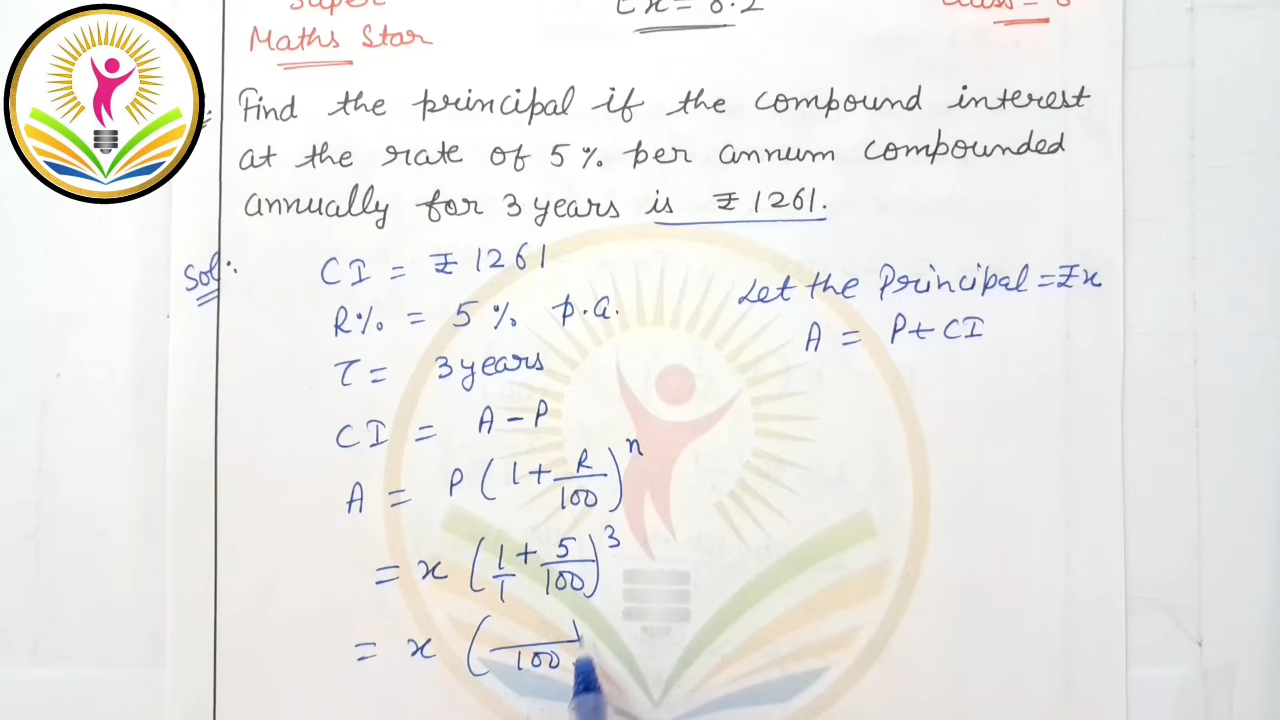 Maths Star
Find the principal if the compound interest
at the rate of 5% per annum compounded
annually for 3 years is ₹1261.
Sol:
CI = ₹ 1261
R% = 5% p.a.
T = 3 years
CI = A - P
A = P(1 + R/100)^n
= x (1/1 + 5/100)^3
= x ( /100)
Let the Principal = ₹x
A = P + CI